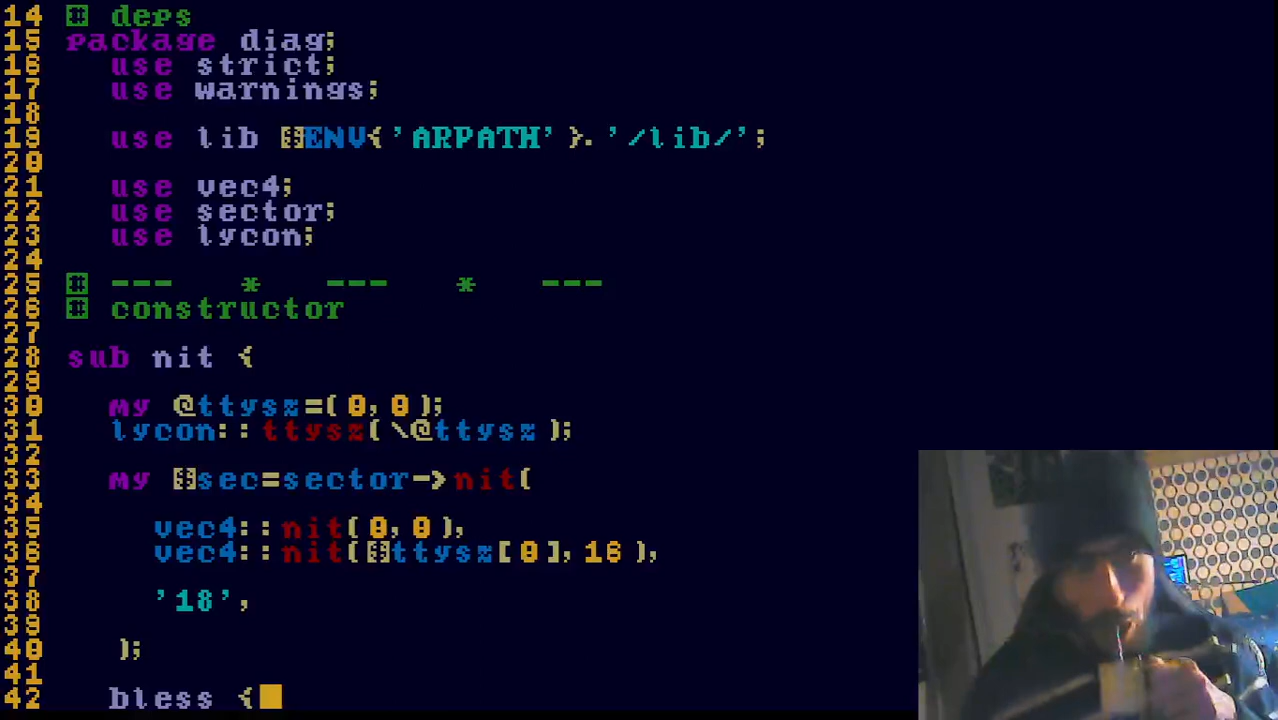 14 # deps
15 package diag;
16 use strict;
17 use warnings;
18
19 use lib $ENV{'ARPATH'}.'/lib/';
20
21 use vec4;
22 use sector;
23 use lycon;
24
25 # --- * --- * ---
26 # constructor
27
28 sub nit {
29
30 my @ttysz=(0,0);
31 lycon::ttysz(\@ttysz);
32
33 my $sec=sector->nit(
34
35 vec4::nit(0,0),
36 vec4::nit($ttysz[0],16),
37
38 '18',
39
40 );
41
42 bless {